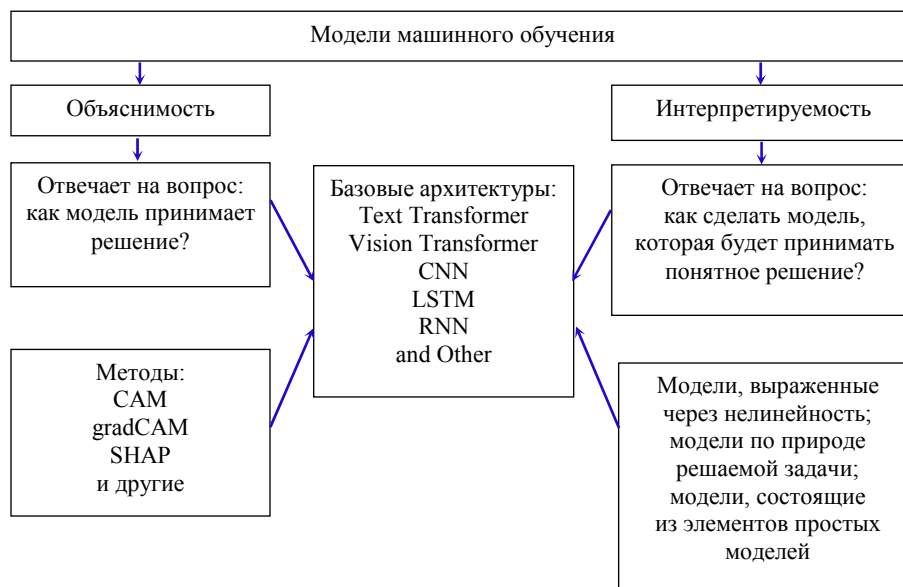 Модели машинного обучения
Объяснимость
Интерпретируемость
Отвечает на вопрос:
как модель принимает
решение?
Базовые архитектуры:
Text Transformer
Vision Transformer
CNN
LSTM
RNN
and Other
Отвечает на вопрос:
как сделать модель,
которая будет принимать
понятное решение?
Методы:
CAM
gradCAM
SHAP
и другие
Модели, выраженные
через нелинейность;
модели по природе
решаемой задачи;
модели, состоящие
из элементов простых
моделей